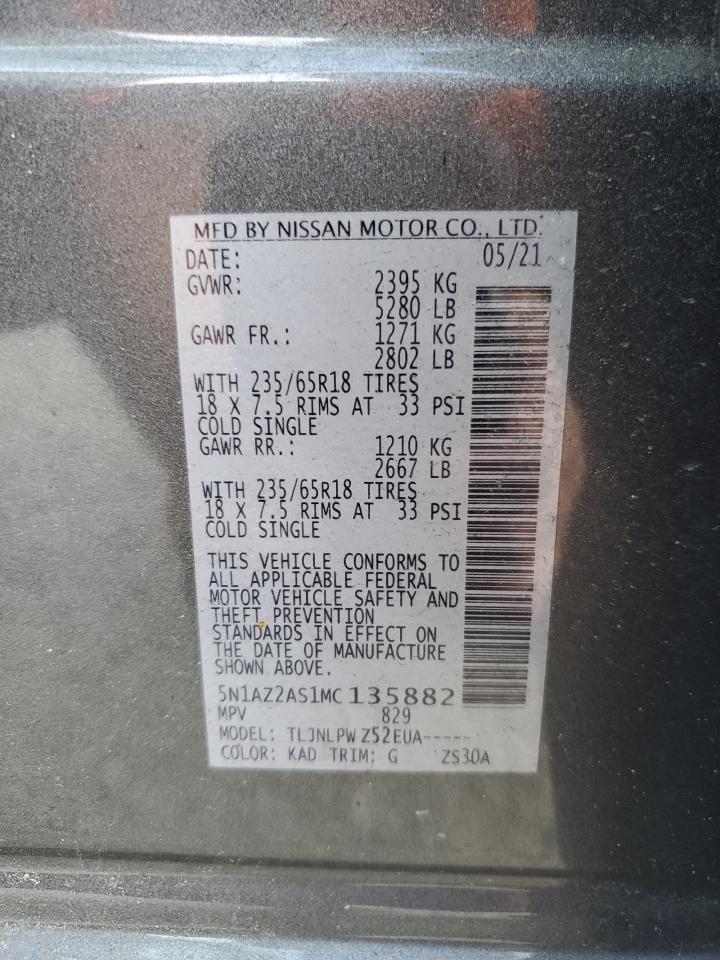 MFD BY NISSAN MOTOR CO., LTD.
DATE: 05/21
GVWR: 2395 KG
5280 LB
GAWR FR.: 1271 KG
2802 LB
WITH 235/65R18 TIRES
18 X 7.5 RIMS AT 33 PSI
COLD SINGLE
GAWR RR.: 1210 KG
2667 LB
WITH 235/65R18 TIRES
18 X 7.5 RIMS AT 33 PSI
COLD SINGLE
THIS VEHICLE CONFORMS TO
ALL APPLICABLE FEDERAL
MOTOR VEHICLE SAFETY AND
THEFT PREVENTION
STANDARDS IN EFFECT ON
THE DATE OF MANUFACTURE
SHOWN ABOVE.
5N1AZ2AS1MC135882
MPV 829
MODEL: TLJNLPW Z52EUA-----
COLOR: KAD TRIM: G ZS30A